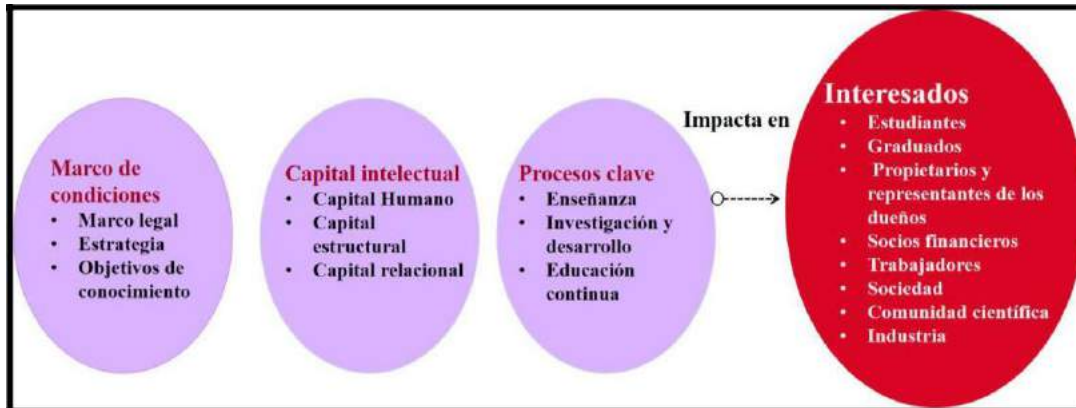 Marco de
condiciones
• Marco legal
• Estrategia
• Objetivos de
conocimiento
Capital intelectual
• Capital Humano
• Capital
estructural
• Capital relacional
Procesos clave
• Enseñanza
• Investigación y
desarrollo
• Educación
continua
Impacta en
Interesados
• Estudiantes
• Graduados
• Propietarios y
representantes de los
dueños
• Socios financieros
• Trabajadores
• Sociedad
• Comunidad científica
• Industria